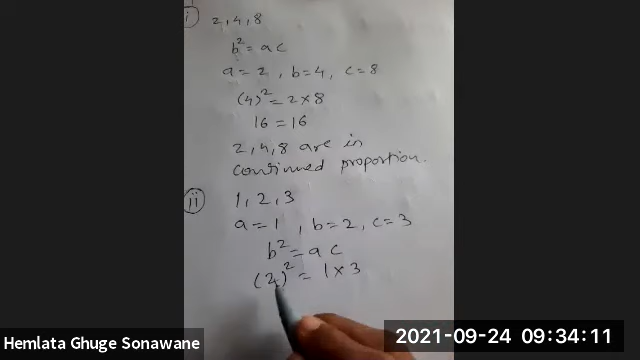 i 2, 4, 8
b² = ac
a = 2 , b = 4 , c = 8
(4)² = 2 × 8
16 = 16
2, 4, 8 are in
continued proportion.
ii 1, 2, 3
a = 1 , b = 2 , c = 3
b² = a c
(2)² = 1 × 3
Hemlata Ghuge Sonawane
2021-09-24 09:34:11